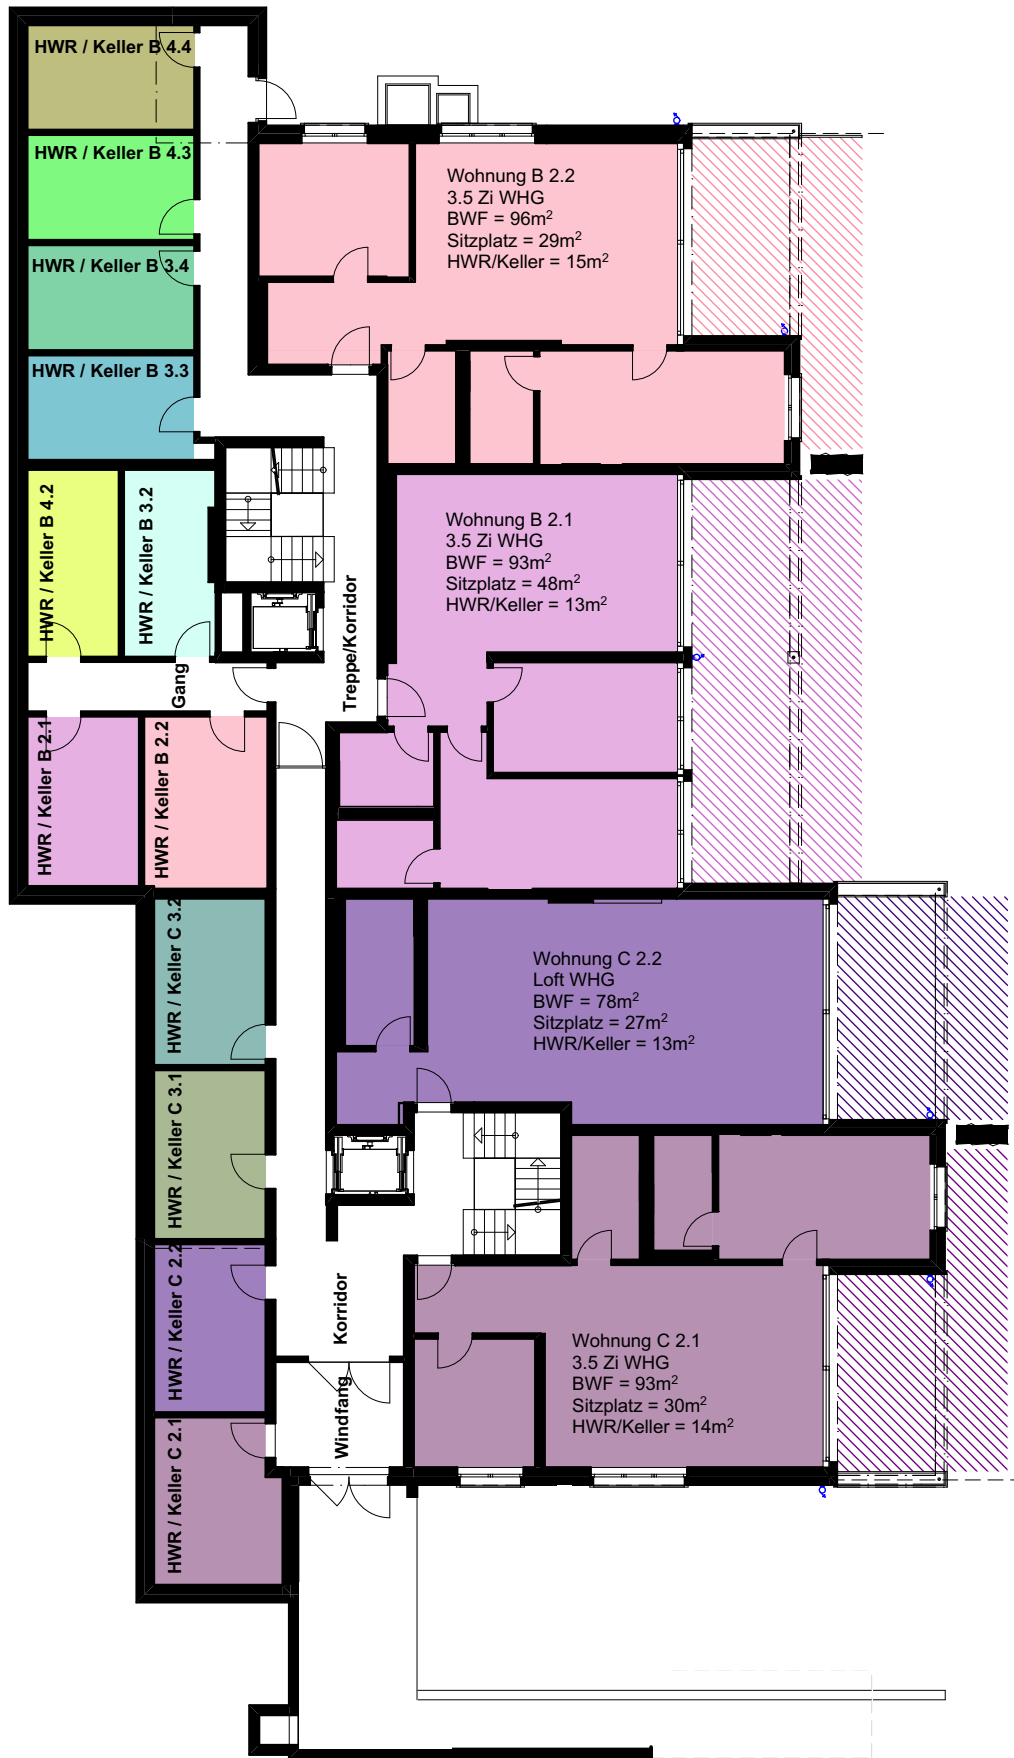 HWR / Keller B 4.4
HWR / Keller B 4.3
HWR / Keller B 3.4
HWR / Keller B 3.3
Wohnung B 2.2
3.5 Zi WHG
BWF = 96m²
Sitzplatz = 29m²
HWR/Keller = 15m²
HWR / Keller B 4.2
HWR / Keller B 3.2
Wohnung B 2.1
3.5 Zi WHG
BWF = 93m²
Sitzplatz = 48m²
HWR/Keller = 13m²
Treppe/Korridor
Gang
HWR / Keller B 2.1
HWR / Keller B 2.2
HWR / Keller C 3.2
Wohnung C 2.2
Loft WHG
BWF = 78m²
Sitzplatz = 27m²
HWR/Keller = 13m²
HWR / Keller C 3.1
HWR / Keller C 2.2
Korridor
Wohnung C 2.1
3.5 Zi WHG
BWF = 93m²
Sitzplatz = 30m²
HWR/Keller = 14m²
Windfang
HWR / Keller C 2.1